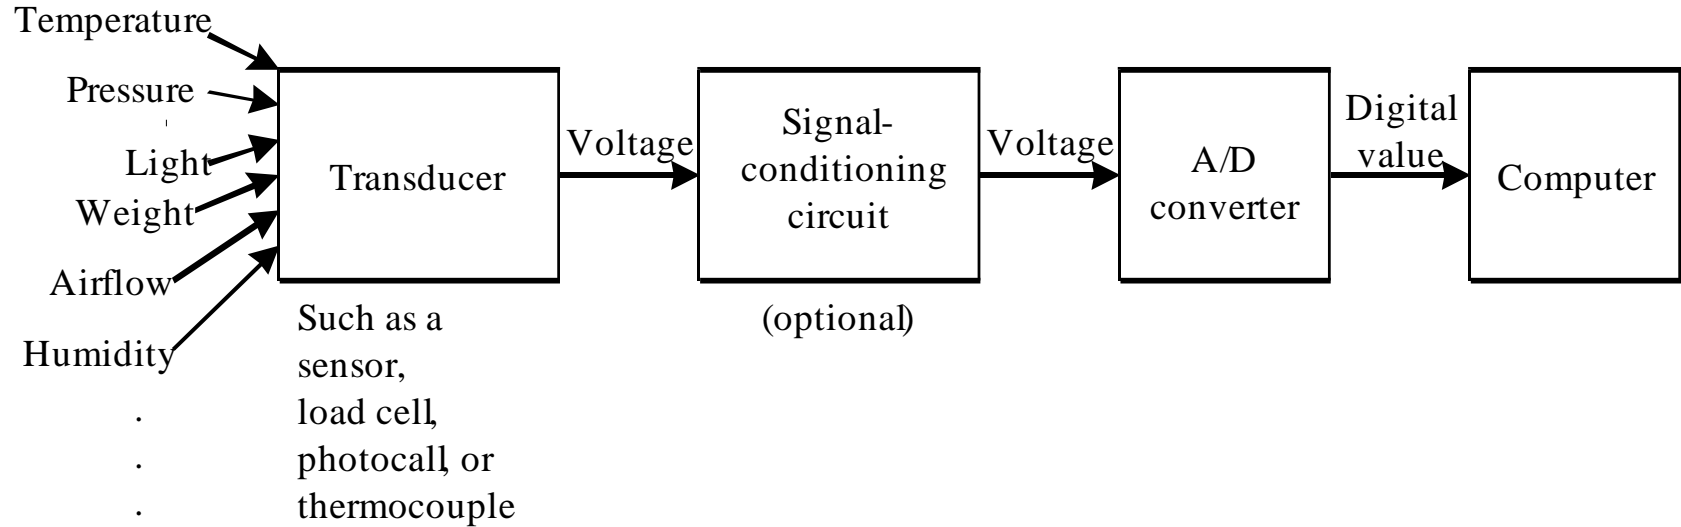 Temperature
Pressure
Light
Weight
Airflow
Humidity
.
.
.
Transducer
Such as a
sensor,
load cell,
photocall, or
thermocouple
Voltage
Signal-
conditioning
circuit
(optional)
Voltage
A/D
converter
Digital
value
Computer